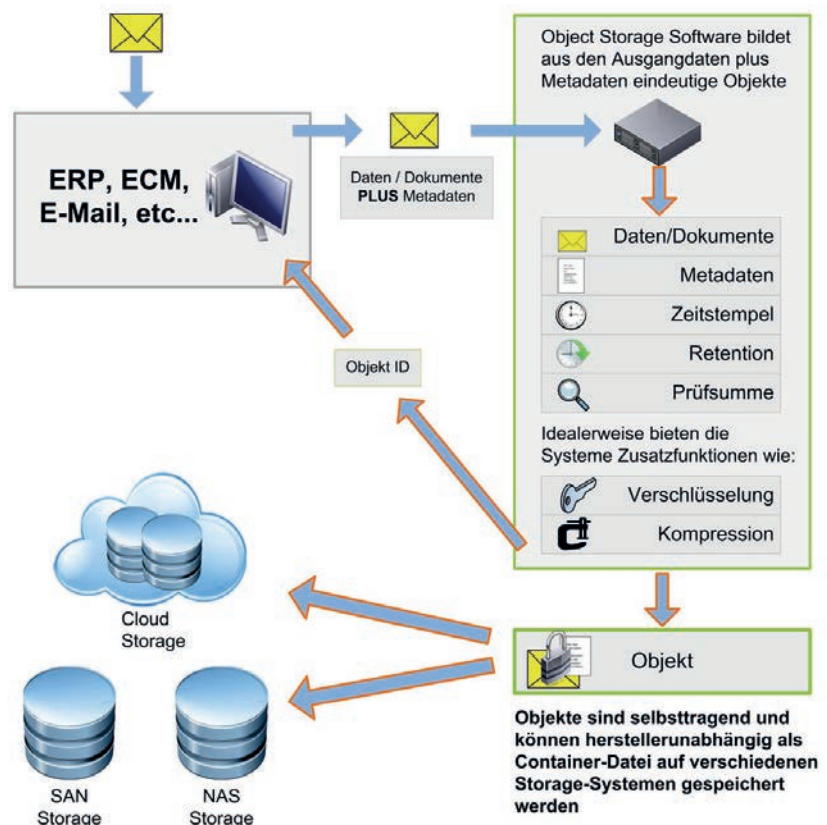 Object Storage Software bildet
aus den Ausgangdaten plus
Metadaten eindeutige Objekte
ERP, ECM,
E-Mail, etc...
Daten / Dokumente
PLUS Metadaten
Daten/Dokumente
Metadaten
Zeitstempel
Retention
Prüfsumme
Objekt ID
Idealerweise bieten die
Systeme Zusatzfunktionen wie:
Verschlüsselung
Kompression
Cloud
Storage
Objekt
Objekte sind selbsttragend und
können herstellerunabhängig als
Container-Datei auf verschiedenen
Storage-Systemen gespeichert
werden
SAN
Storage
NAS
Storage